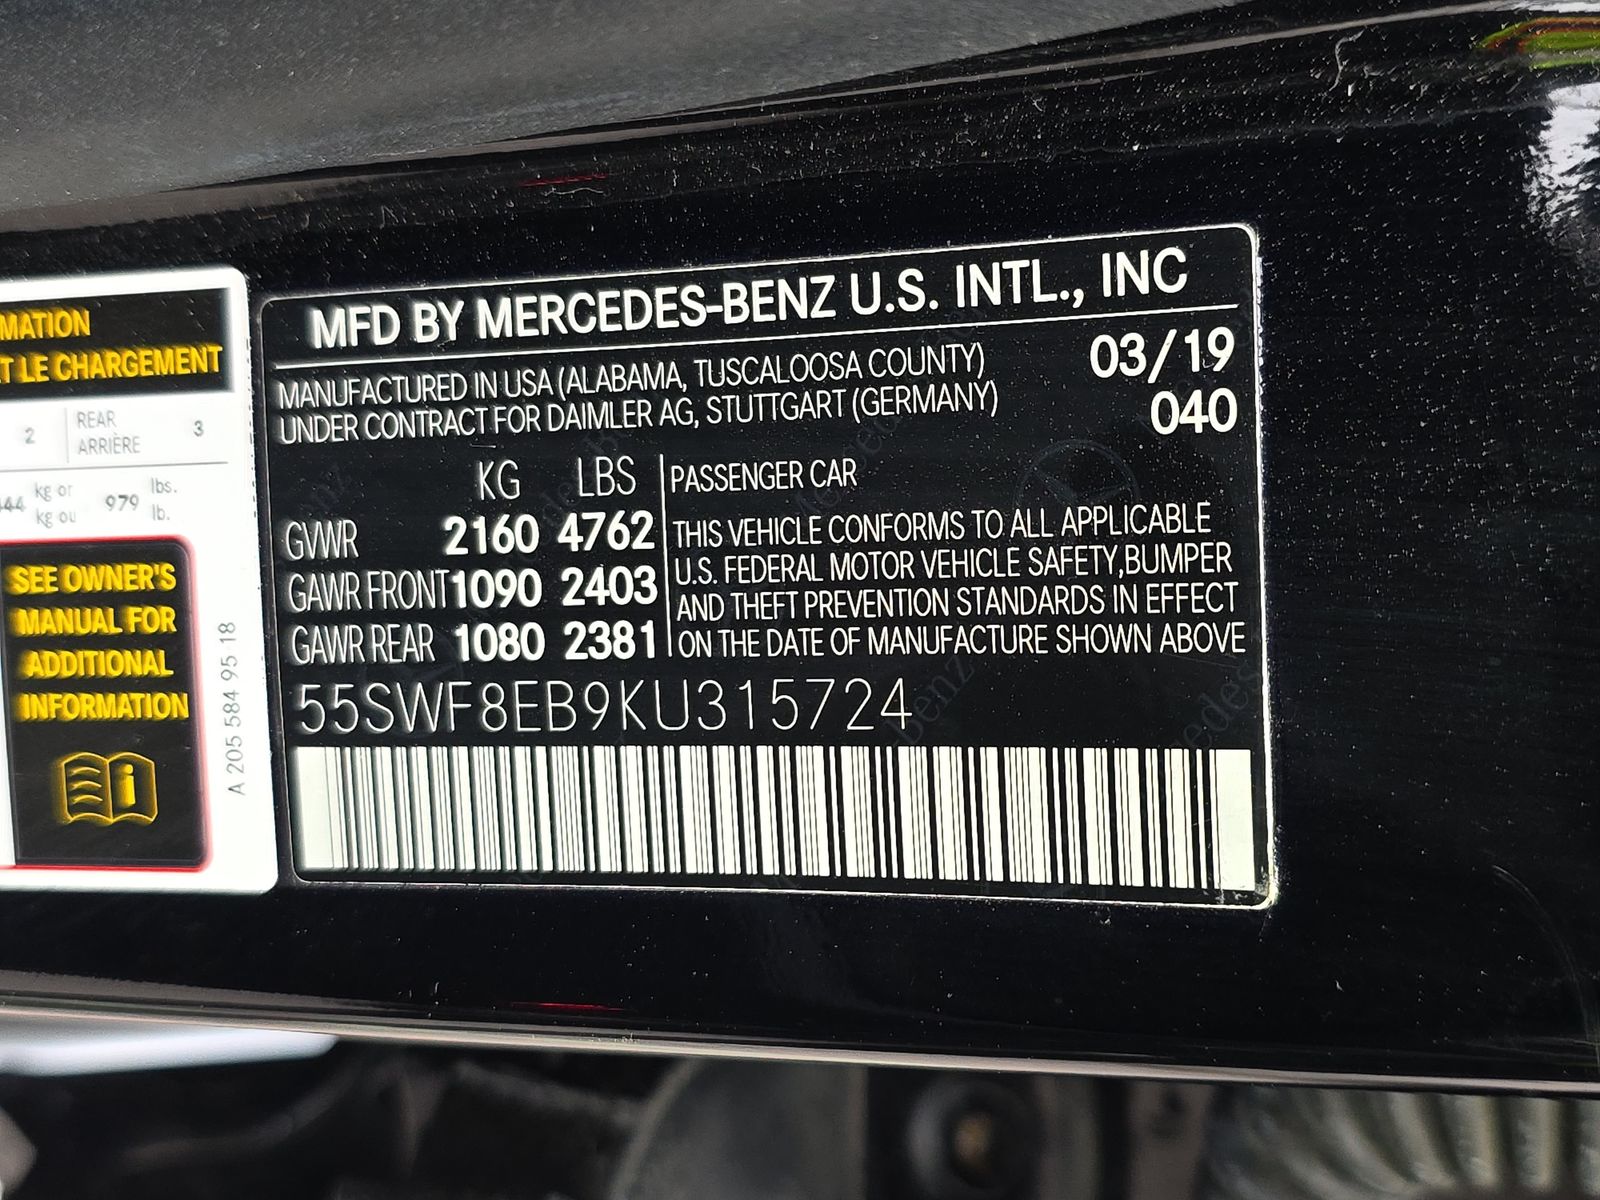 MATION
T LE CHARGEMENT
2 REAR 3
ARRIÈRE
44 kg or 979 lbs.
kg ou lb.
SEE OWNER'S
MANUAL FOR
ADDITIONAL
INFORMATION
A 205 584 95 18
MFD BY MERCEDES-BENZ U.S. INTL., INC
MANUFACTURED IN USA (ALABAMA, TUSCALOOSA COUNTY) 03/19
UNDER CONTRACT FOR DAIMLER AG, STUTTGART (GERMANY) 040
KG LBS
GVWR 2160 4762
GAWR FRONT 1090 2403
GAWR REAR 1080 2381
PASSENGER CAR
THIS VEHICLE CONFORMS TO ALL APPLICABLE
U.S. FEDERAL MOTOR VEHICLE SAFETY, BUMPER
AND THEFT PREVENTION STANDARDS IN EFFECT
ON THE DATE OF MANUFACTURE SHOWN ABOVE
55SWF8EB9KU315724